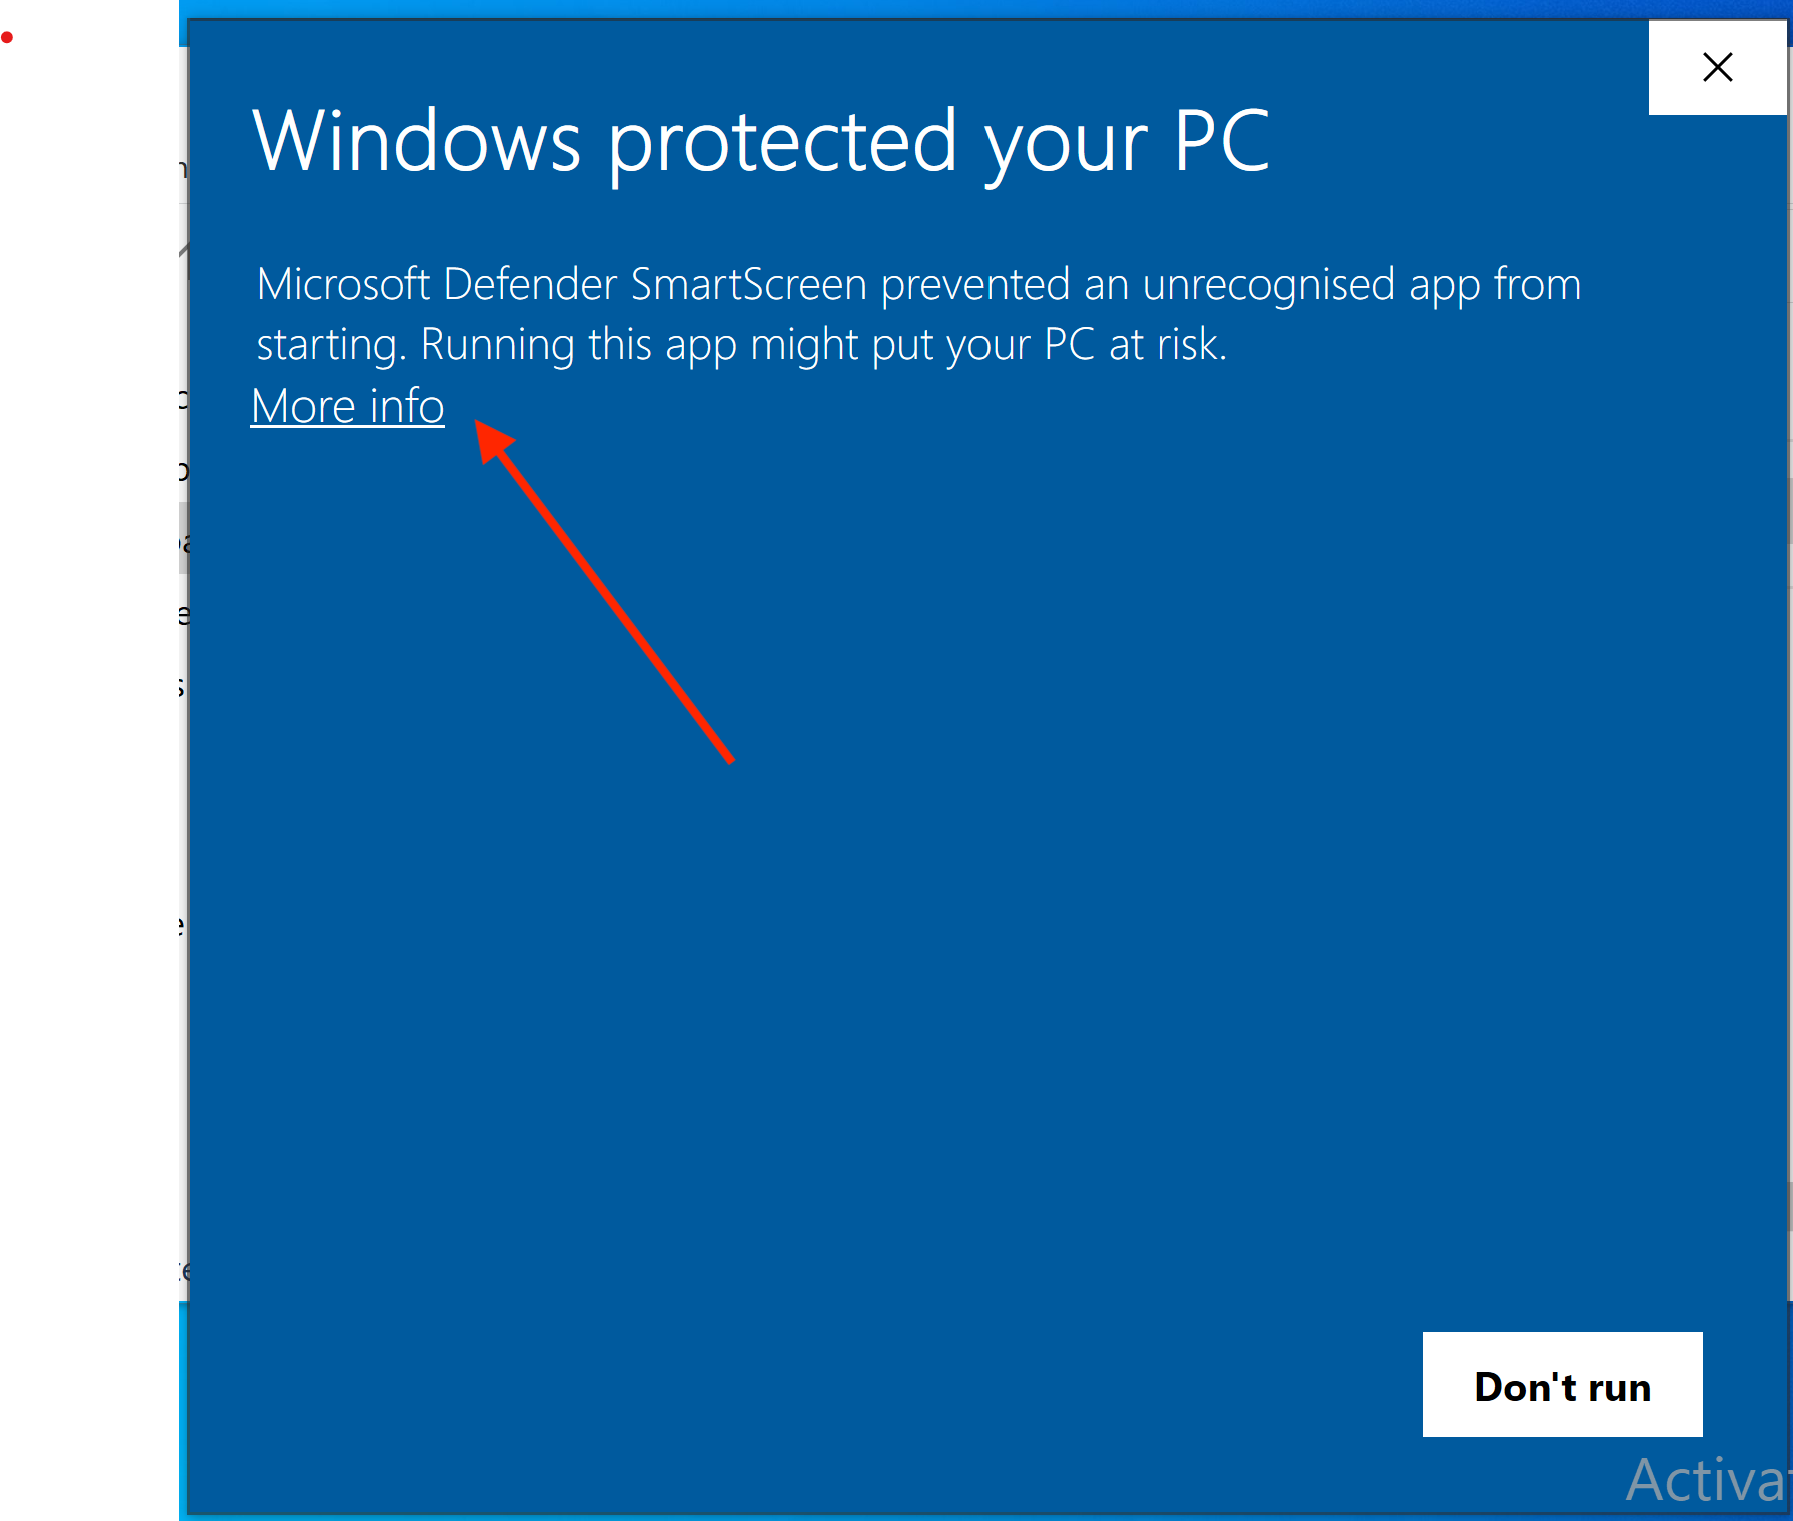 Windows protected your PC
Microsoft Defender SmartScreen prevented an unrecognised app from
starting. Running this app might put your PC at risk.
More info
Don't run